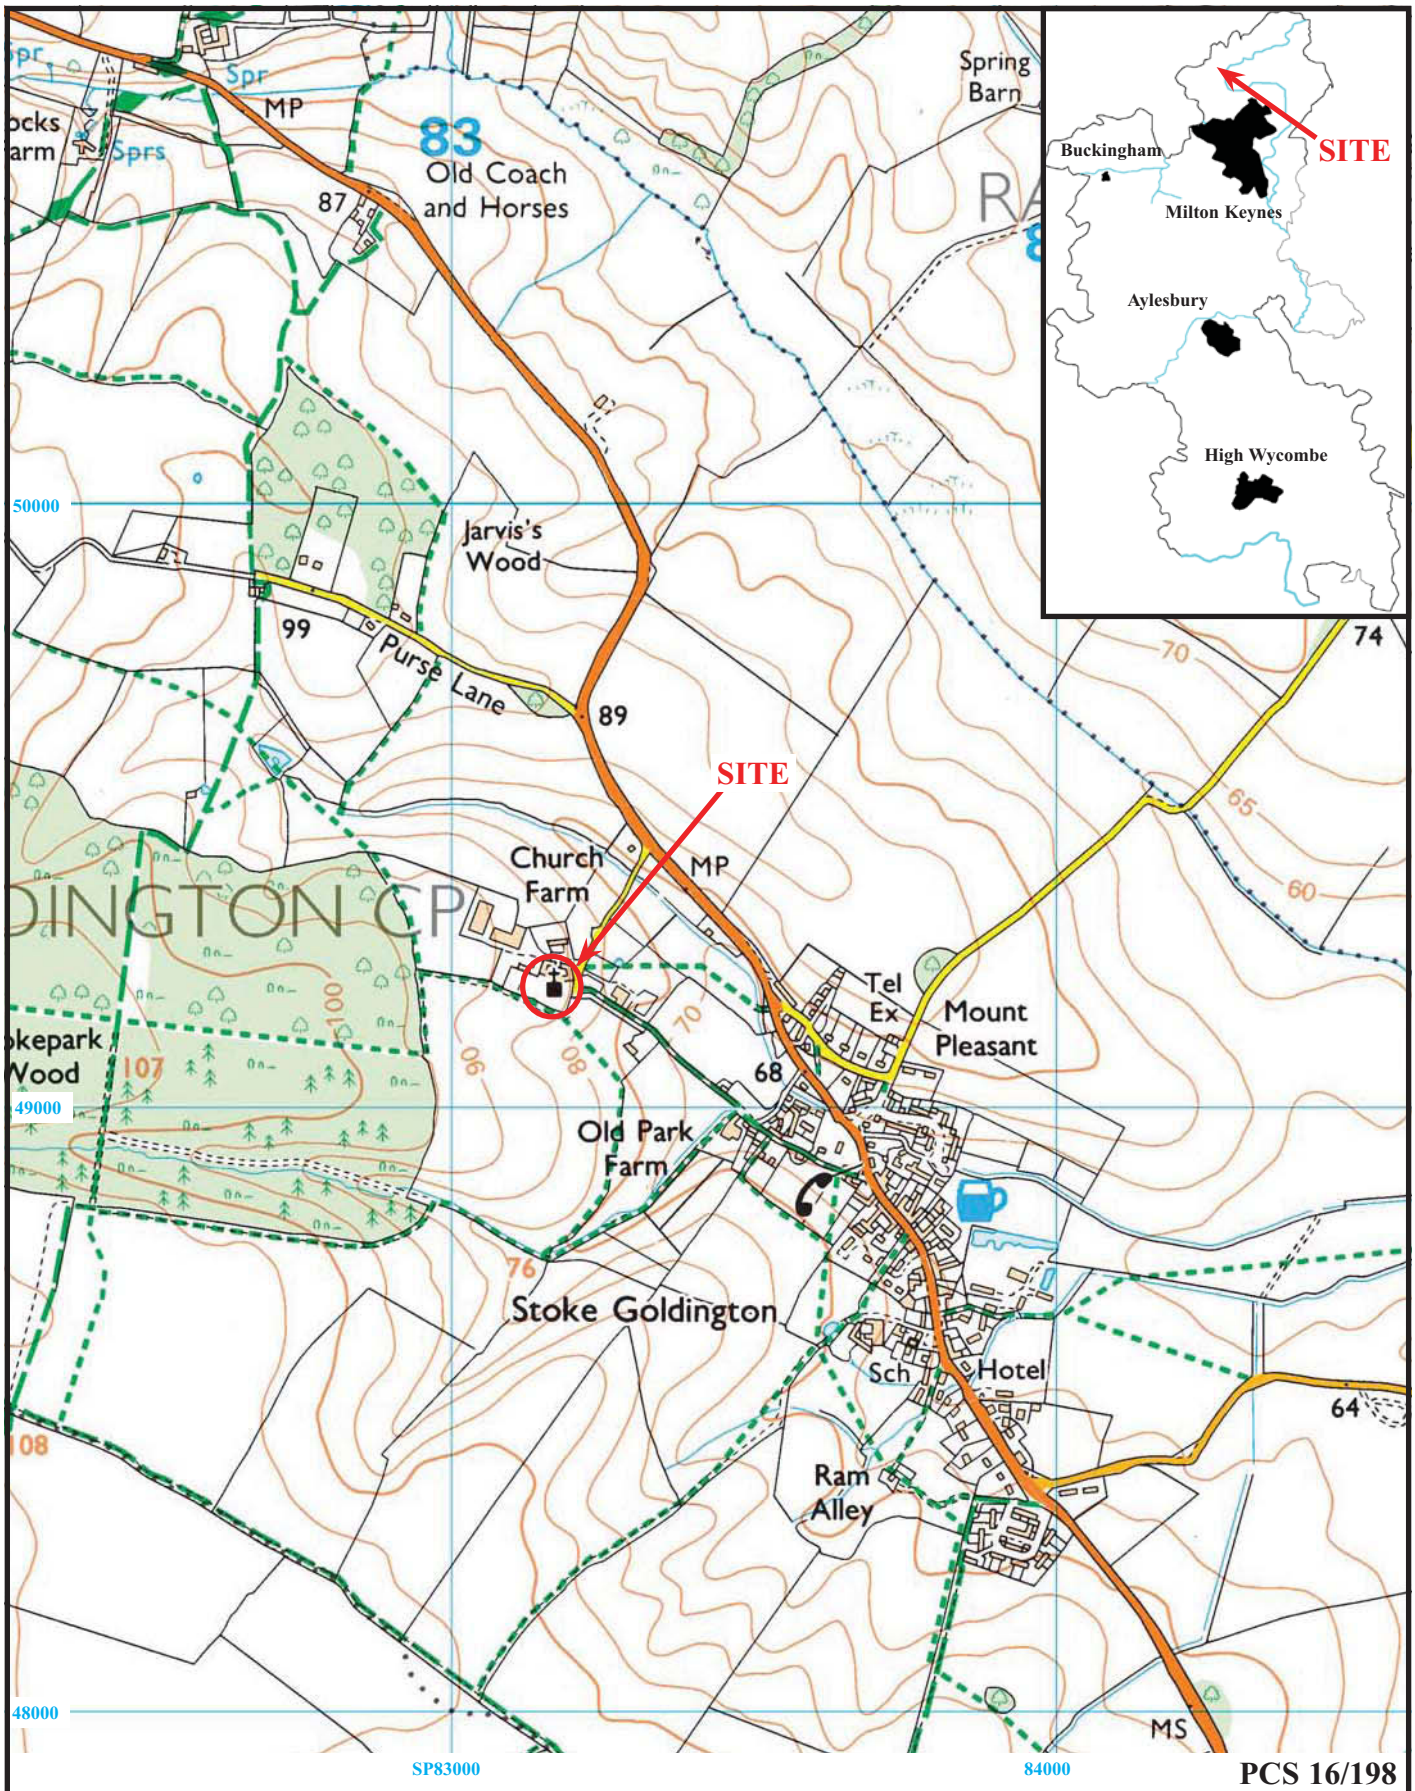 Spr
Spr
MP
ocks
arm
Sprs
83
Old Coach
and Horses
87
Spring
Barn
RA
8
Buckingham
SITE
Milton Keynes
Aylesbury
High Wycombe
50000
Jarvis's
Wood
99
Purse Lane
89
74
70
65
60
SITE
Church
Farm
MP
DINGTON CP
100
90
80
70
Tel
Ex
Mount
Pleasant
okepark
Wood
107
68
49000
Old Park
Farm
76
Stoke Goldington
Sch
Hotel
64
108
Ram
Alley
48000
MS
SP83000
84000
PCS 16/198